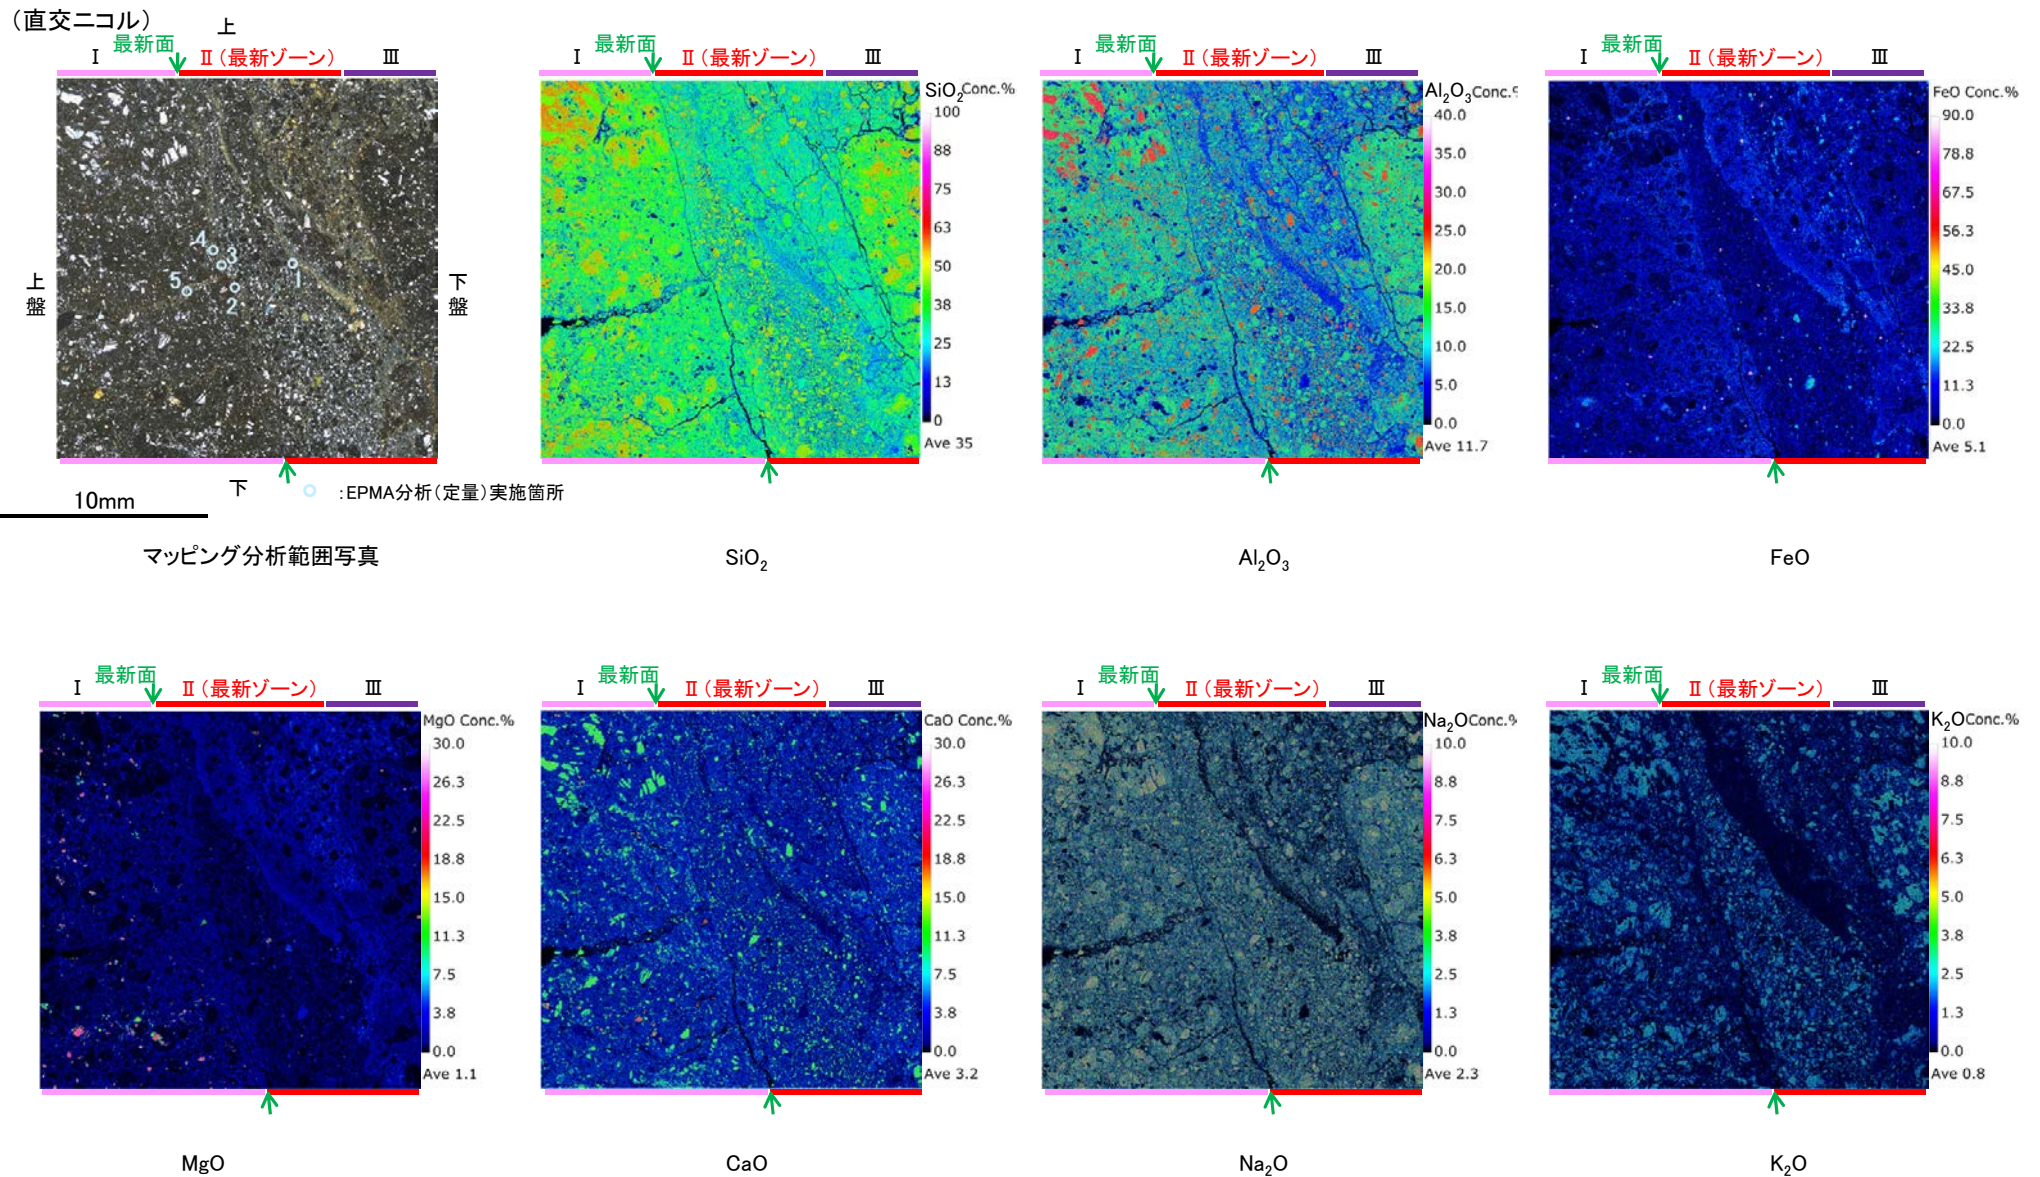 (直交ニコル)
上
Ⅰ 最新面 Ⅱ(最新ゾーン) Ⅲ
上盤
下盤
4
3
1
5
2
下
○ :EPMA分析(定量)実施箇所
10mm
マッピング分析範囲写真
Ⅰ 最新面 Ⅱ(最新ゾーン) Ⅲ
SiO₂Conc.%
100
88
75
63
50
38
25
13
0
Ave 35
SiO₂
Ⅰ 最新面 Ⅱ(最新ゾーン) Ⅲ
Al₂O₃Conc.%
40.0
35.0
30.0
25.0
20.0
15.0
10.0
5.0
0.0
Ave 11.7
Al₂O₃
Ⅰ 最新面 Ⅱ(最新ゾーン) Ⅲ
FeO Conc.%
90.0
78.8
67.5
56.3
45.0
33.8
22.5
11.3
0.0
Ave 5.1
FeO
Ⅰ 最新面 Ⅱ(最新ゾーン) Ⅲ
MgO Conc.%
30.0
26.3
22.5
18.8
15.0
11.3
7.5
3.8
0.0
Ave 1.1
MgO
Ⅰ 最新面 Ⅱ(最新ゾーン) Ⅲ
CaO Conc.%
30.0
26.3
22.5
18.8
15.0
11.3
7.5
3.8
0.0
Ave 3.2
CaO
Ⅰ 最新面 Ⅱ(最新ゾーン) Ⅲ
Na₂OConc.%
10.0
8.8
7.5
6.3
5.0
3.8
2.5
1.3
0.0
Ave 2.3
Na₂O
Ⅰ 最新面 Ⅱ(最新ゾーン) Ⅲ
K₂OConc.%
10.0
8.8
7.5
6.3
5.0
3.8
2.5
1.3
0.0
Ave 0.8
K₂O